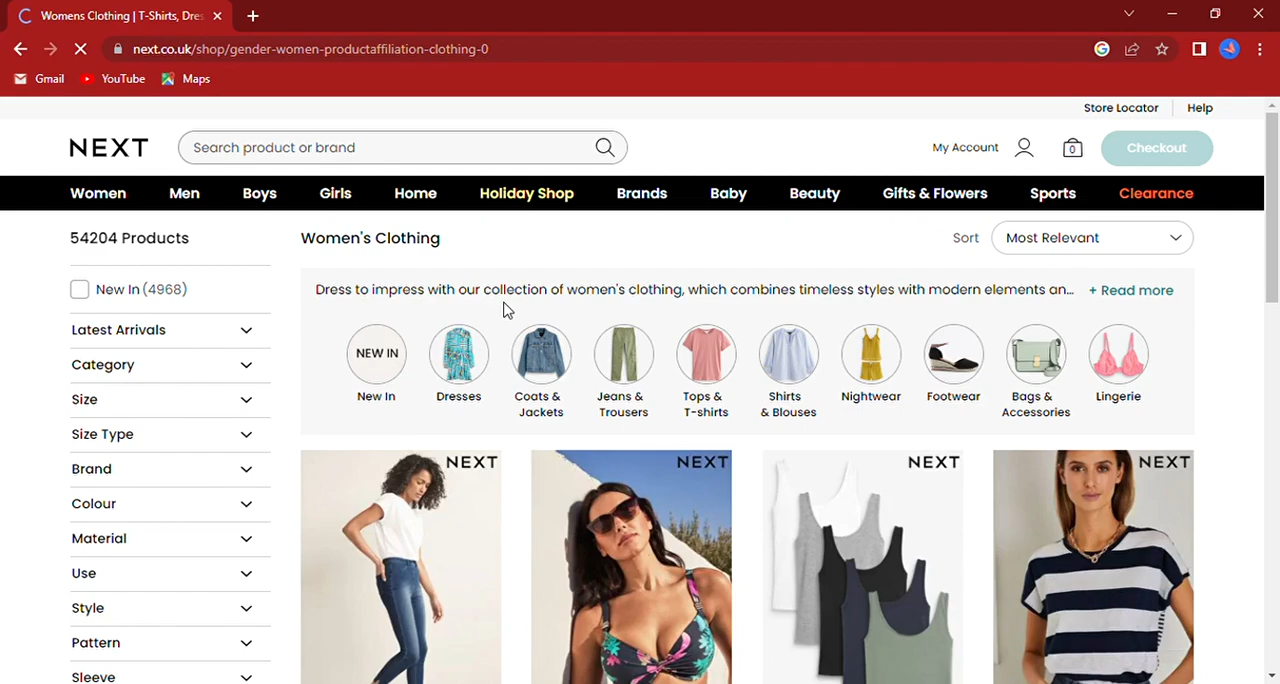 Womens Clothing | T-Shirts, Dres
next.co.uk/shop/gender-women-productaffiliation-clothing-0
Gmail YouTube Maps
Store Locator Help
NEXT Search product or brand My Account 0 Checkout
Women Men Boys Girls Home Holiday Shop Brands Baby Beauty Gifts & Flowers Sports Clearance
54204 Products Women's Clothing Sort Most Relevant
New In (4968)
Dress to impress with our collection of women's clothing, which combines timeless styles with modern elements an... + Read more
Latest Arrivals
Category
Size
Size Type
Brand
Colour
Material
Use
Style
Pattern
Sleeve
NEW IN
New In
Dresses
Coats &
Jackets
Jeans &
Trousers
Tops &
T-shirts
Shirts
& Blouses
Nightwear
Footwear
Bags &
Accessories
Lingerie
NEXT NEXT NEXT NEXT